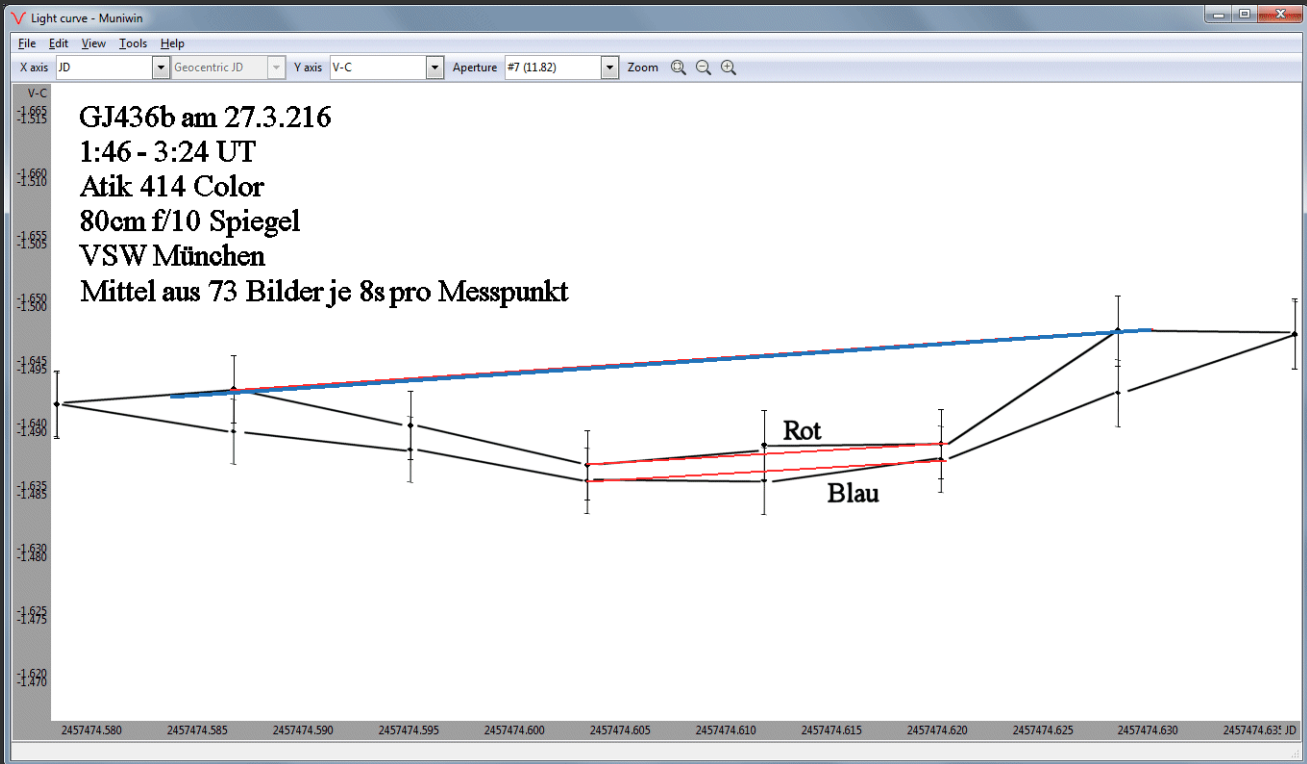 Light curve - Muniwin
File Edit View Tools Help
X axis JD Geocentric JD Y axis V-C Aperture #7 (11.82) Zoom
V-C
GJ436b am 27.3.216
1:46 - 3:24 UT
Atik 414 Color
80cm f/10 Spiegel
VSW München
Mittel aus 73 Bilder je 8s pro Messpunkt
-1.665
-1.515
-1.660
-1.510
-1.655
-1.505
-1.650
-1.500
-1.645
-1.495
-1.640
-1.490
-1.635
-1.485
-1.630
-1.480
-1.625
-1.475
-1.620
-1.470
Rot
Blau
2457474.580 2457474.585 2457474.590 2457474.595 2457474.600 2457474.605 2457474.610 2457474.615 2457474.620 2457474.625 2457474.630 2457474.635 JD